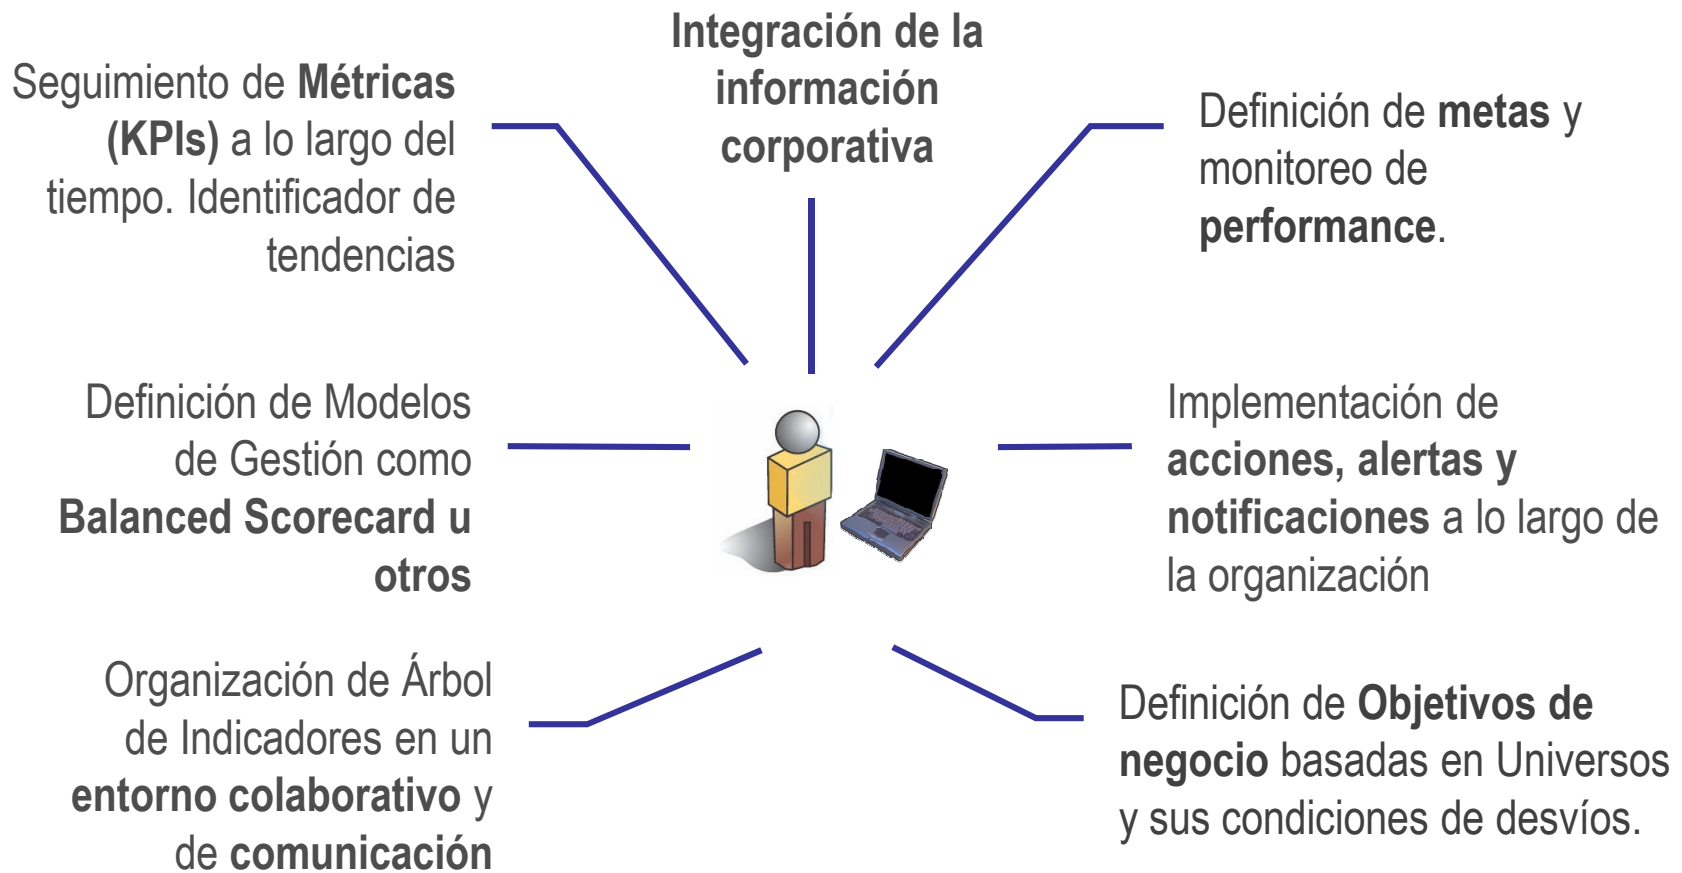 Integración de la
información
corporativa
Seguimiento de Métricas
(KPIs) a lo largo del
tiempo. Identificador de
tendencias
Definición de metas y
monitoreo de
performance.
Definición de Modelos
de Gestión como
Balanced Scorecard u
otros
Implementación de
acciones, alertas y
notificaciones a lo largo de
la organización
Organización de Árbol
de Indicadores en un
entorno colaborativo y
de comunicación
Definición de Objetivos de
negocio basadas en Universos
y sus condiciones de desvíos.